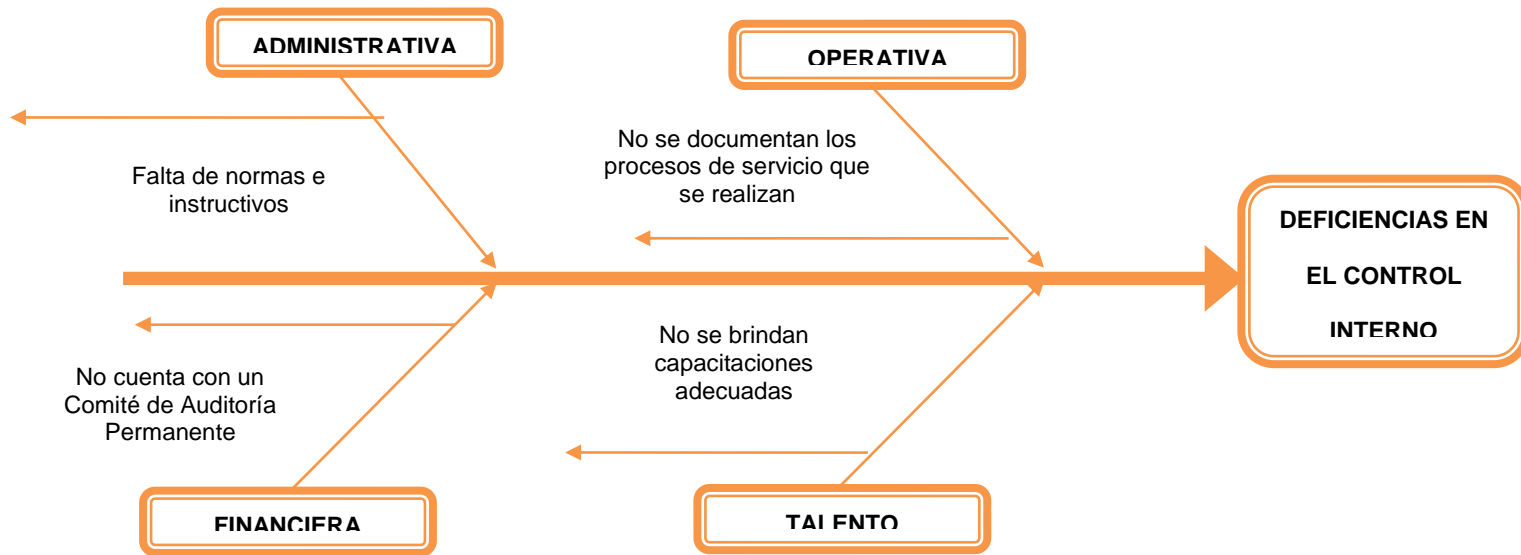 ADMINISTRATIVA
OPERATIVA
No se documentan los
procesos de servicio que
se realizan
Falta de normas e
instructivos
DEFICIENCIAS EN
EL CONTROL
INTERNO
No se brindan
capacitaciones
adecuadas
No cuenta con un
Comité de Auditoría
Permanente
FINANCIERA
TALENTO